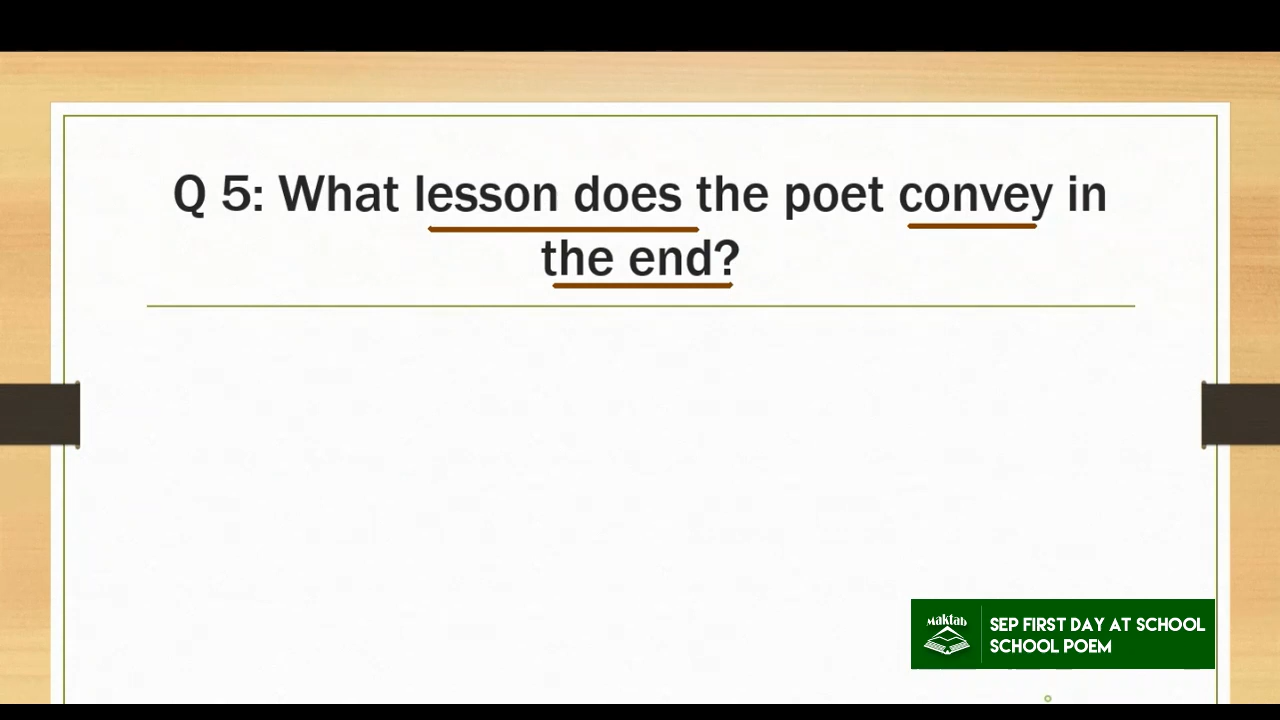 Q 5: What lesson does the poet convey in
the end?
Maktab
SEP FIRST DAY AT SCHOOL
SCHOOL POEM